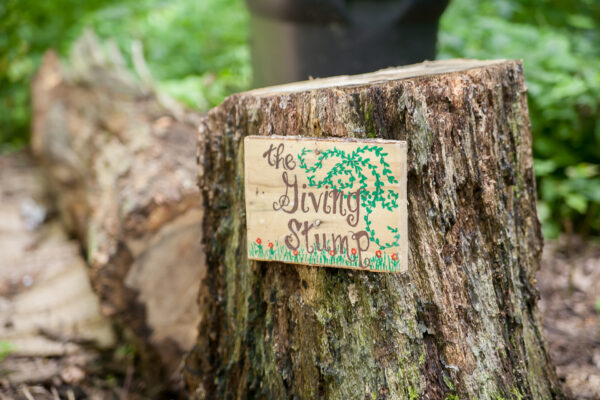 the
Giving
Stump